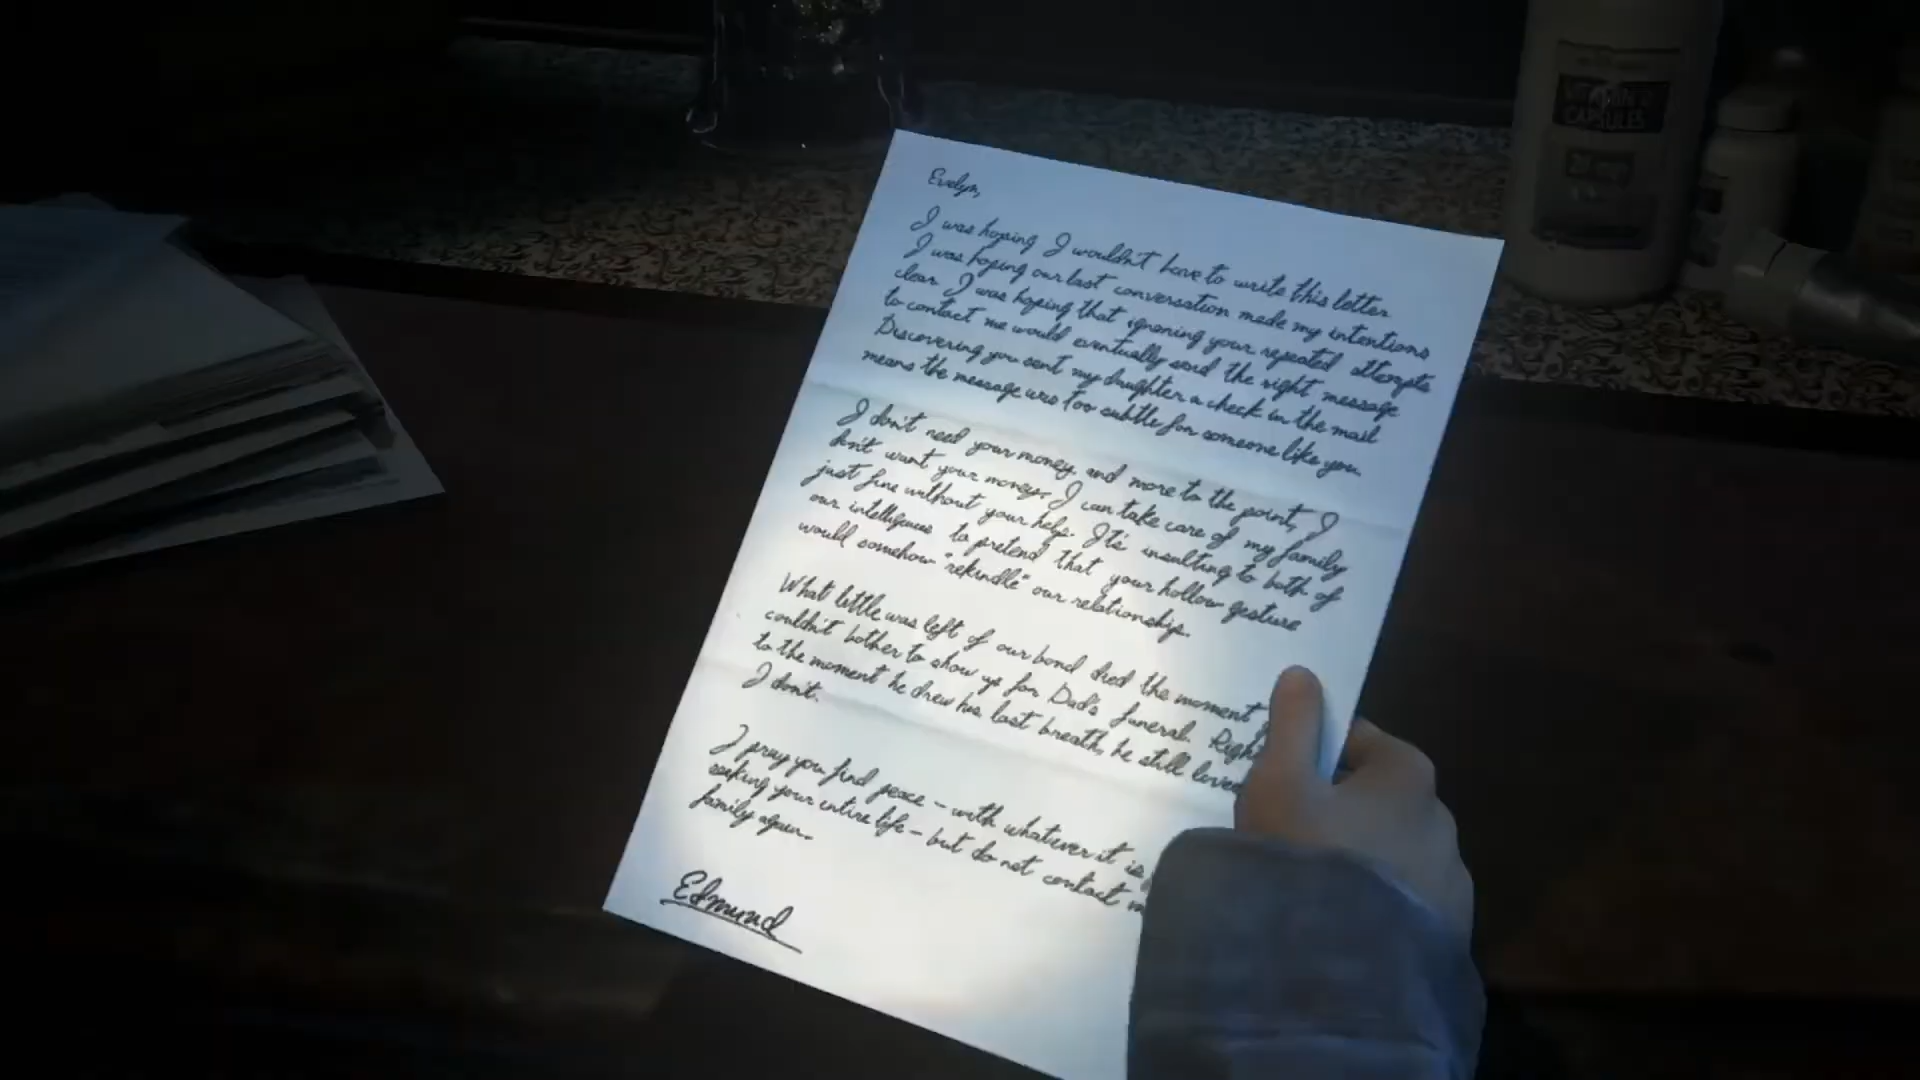 Evelyn,
I was hoping I wouldn't have to write this letter.
I was hoping our last conversation made my intentions
clear. I was hoping that ignoring your repeated attempts
to contact me would eventually send the right message.
Discovering you sent my daughter a check in the mail
means the message was too subtle for someone like you.
I don't need your money, and more to the point, I
don't want your money. I can take care of my family
just fine without your help. It's insulting to both of
our intelligences to pretend that your hollow gesture
would somehow "rekindle" our relationship.
What little was left of our bond died the moment
couldn't bother to show up for Dad's funeral. Right
to the moment he drew his last breath, he still loved
I don't.
I pray you find peace – with whatever it is
seeking your entire life – but do not contact
family again.
Edmund
VITAMIN
CAPSULES